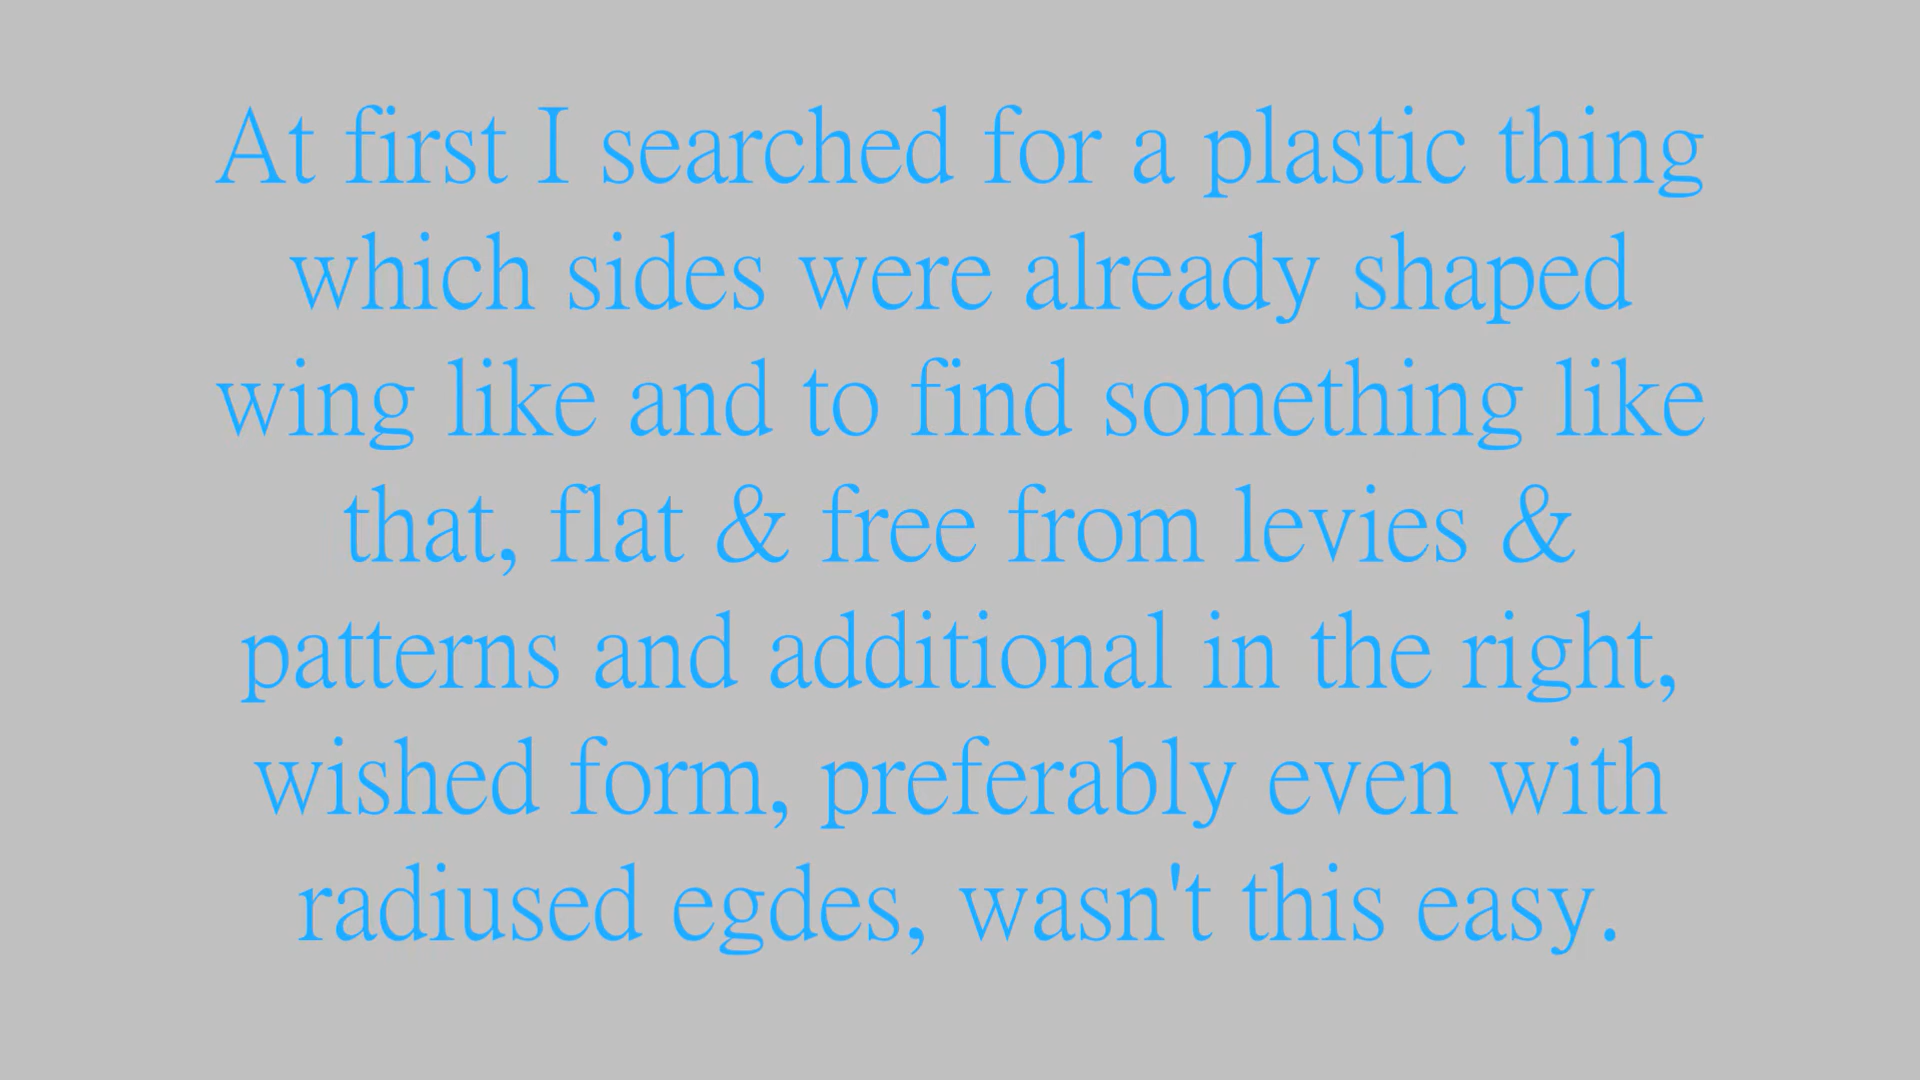 At first I searched for a plastic thing
which sides were already shaped
wing like and to find something like
that, flat & free from levies &
patterns and additional in the right,
wished form, preferably even with
radiused egdes, wasn't this easy.